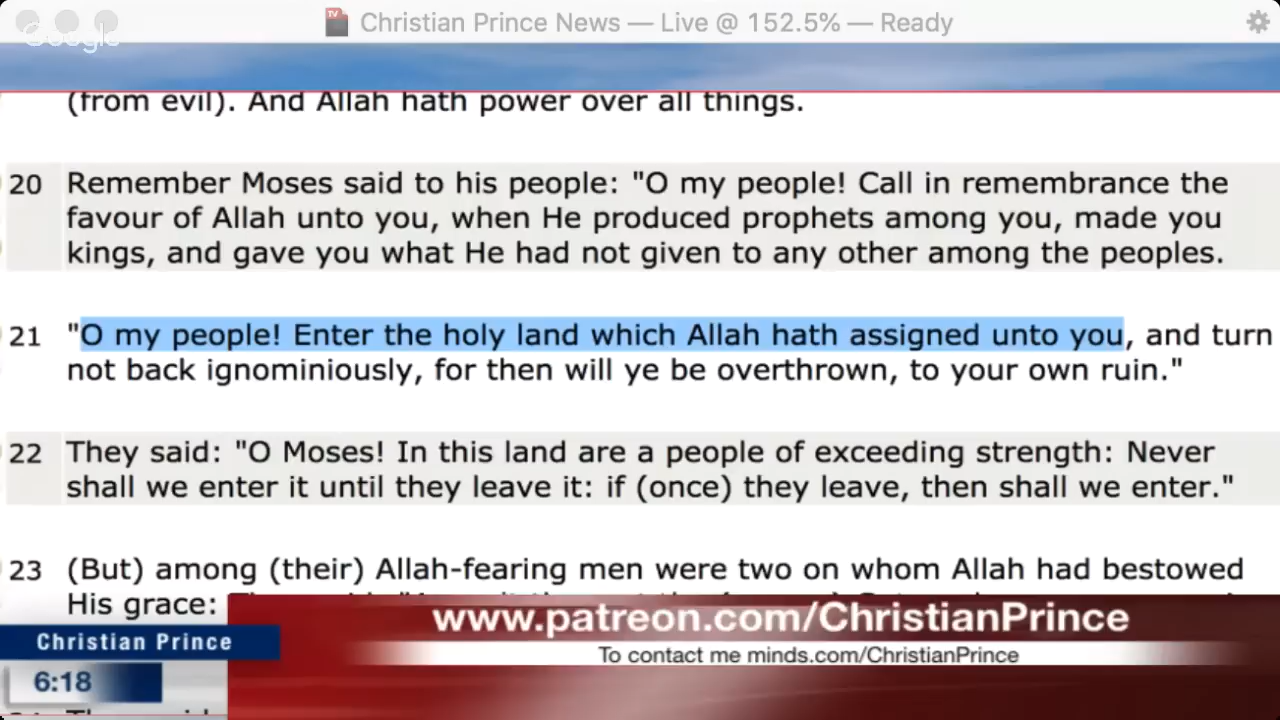 Christian Prince News — Live @ 152.5% — Ready
Google
(from evil). And Allah hath power over all things.
20 Remember Moses said to his people: "O my people! Call in remembrance the
favour of Allah unto you, when He produced prophets among you, made you
kings, and gave you what He had not given to any other among the peoples.
21 "O my people! Enter the holy land which Allah hath assigned unto you, and turn
not back ignominiously, for then will ye be overthrown, to your own ruin."
22 They said: "O Moses! In this land are a people of exceeding strength: Never
shall we enter it until they leave it: if (once) they leave, then shall we enter."
23 (But) among (their) Allah-fearing men were two on whom Allah had bestowed
His grace:
www.patreon.com/ChristianPrince
Christian Prince
To contact me minds.com/ChristianPrince
6:18